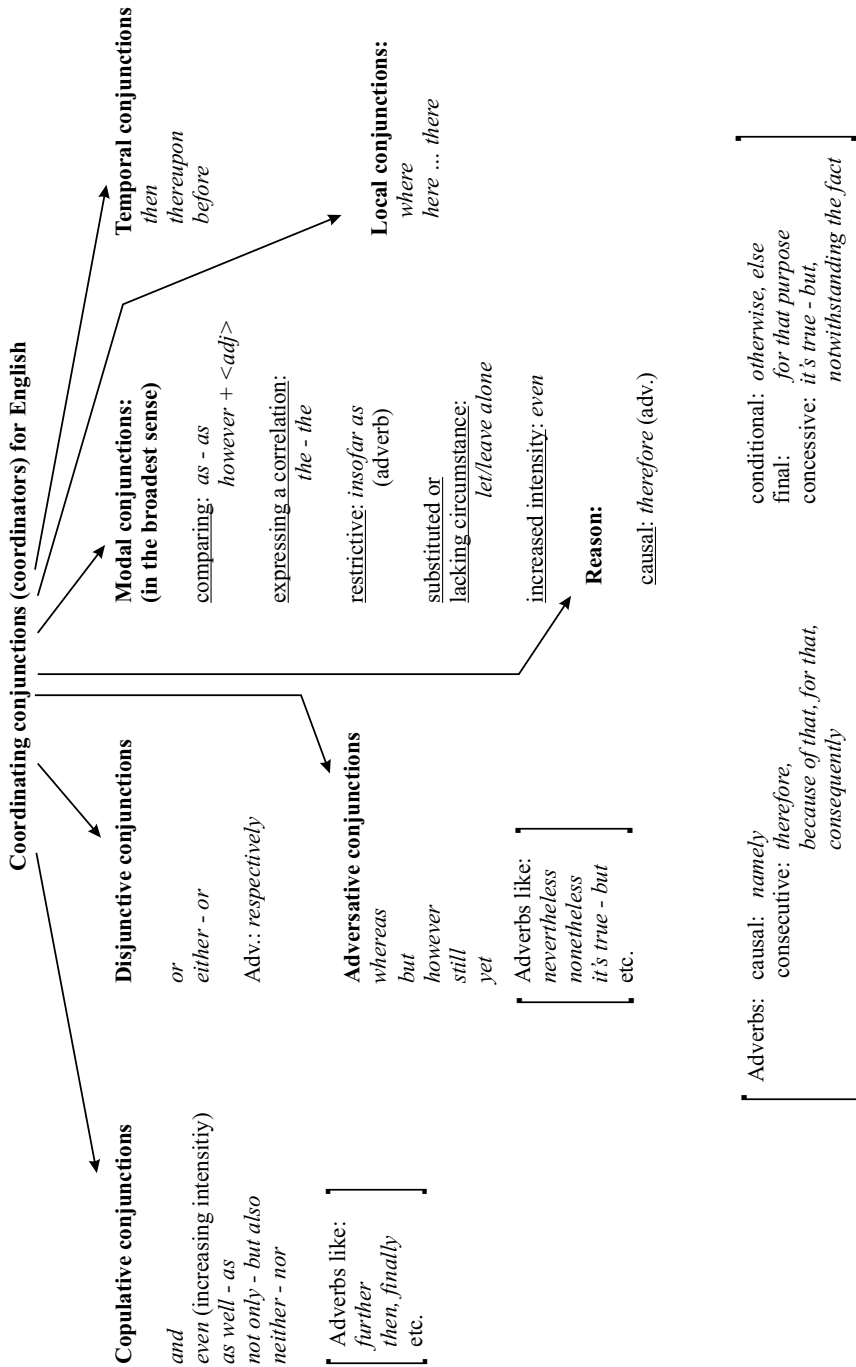 Coordinating conjunctions (coordinators) for English
Copulative conjunctions
and
even (increasing intensitiy)
as well - as
not only - but also
neither - nor
Adverbs like:
further
then, finally
etc.
Disjunctive conjunctions
or
either - or
Adv.: respectively
Adversative conjunctions
whereas
but
however
still
yet
Adverbs like:
nevertheless
nonetheless
it's true - but
etc.
Modal conjunctions:
(in the broadest sense)
comparing: as - as
however + <adj>
expressing a correlation:
the - the
restrictive: insofar as
(adverb)
substituted or
lacking circumstance:
let/leave alone
increased intensity: even
Reason:
causal: therefore (adv.)
Temporal conjunctions
then
thereupon
before
Local conjunctions:
where
here ... there
Adverbs: causal: namely
consecutive: therefore,
because of that, for that,
consequently
conditional: otherwise, else
final: for that purpose
concessive: it's true - but,
notwithstanding the fact